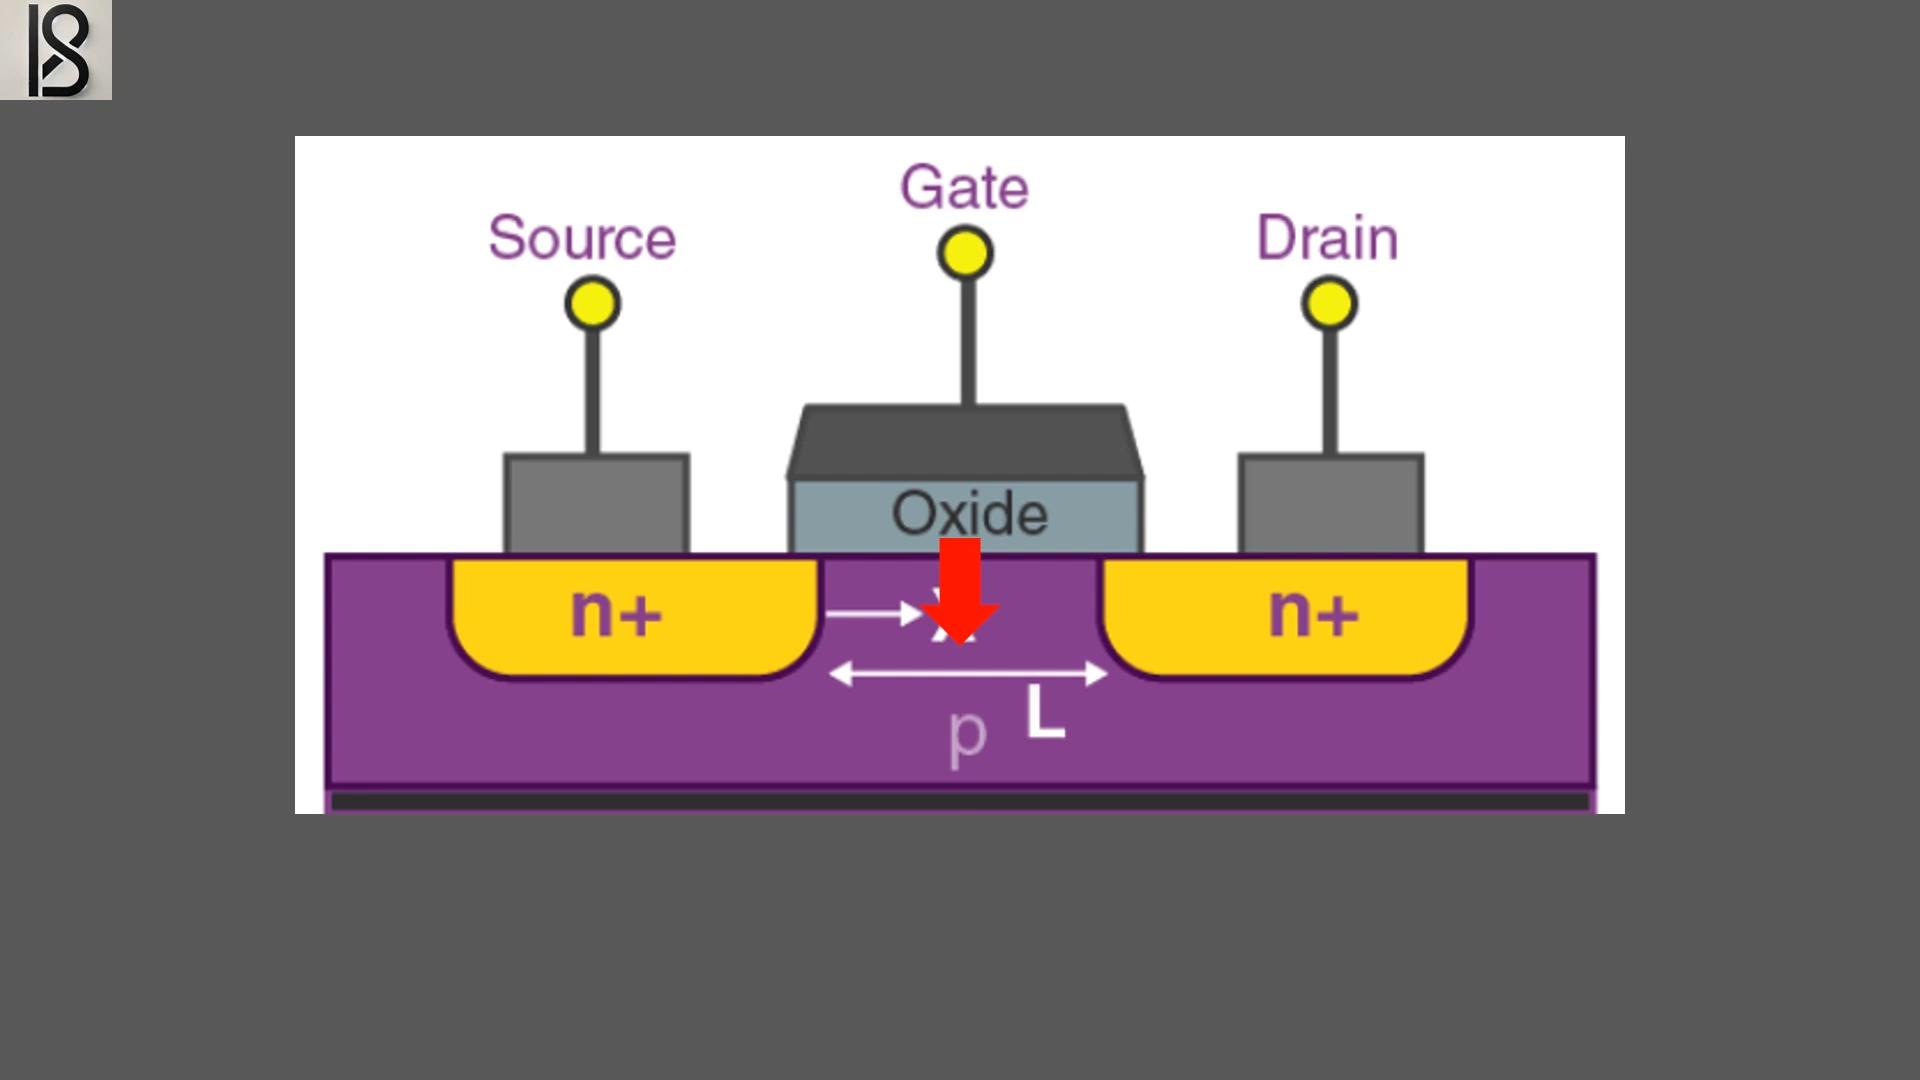 Gate
Source
Drain
Oxide
n+
n+
L
p